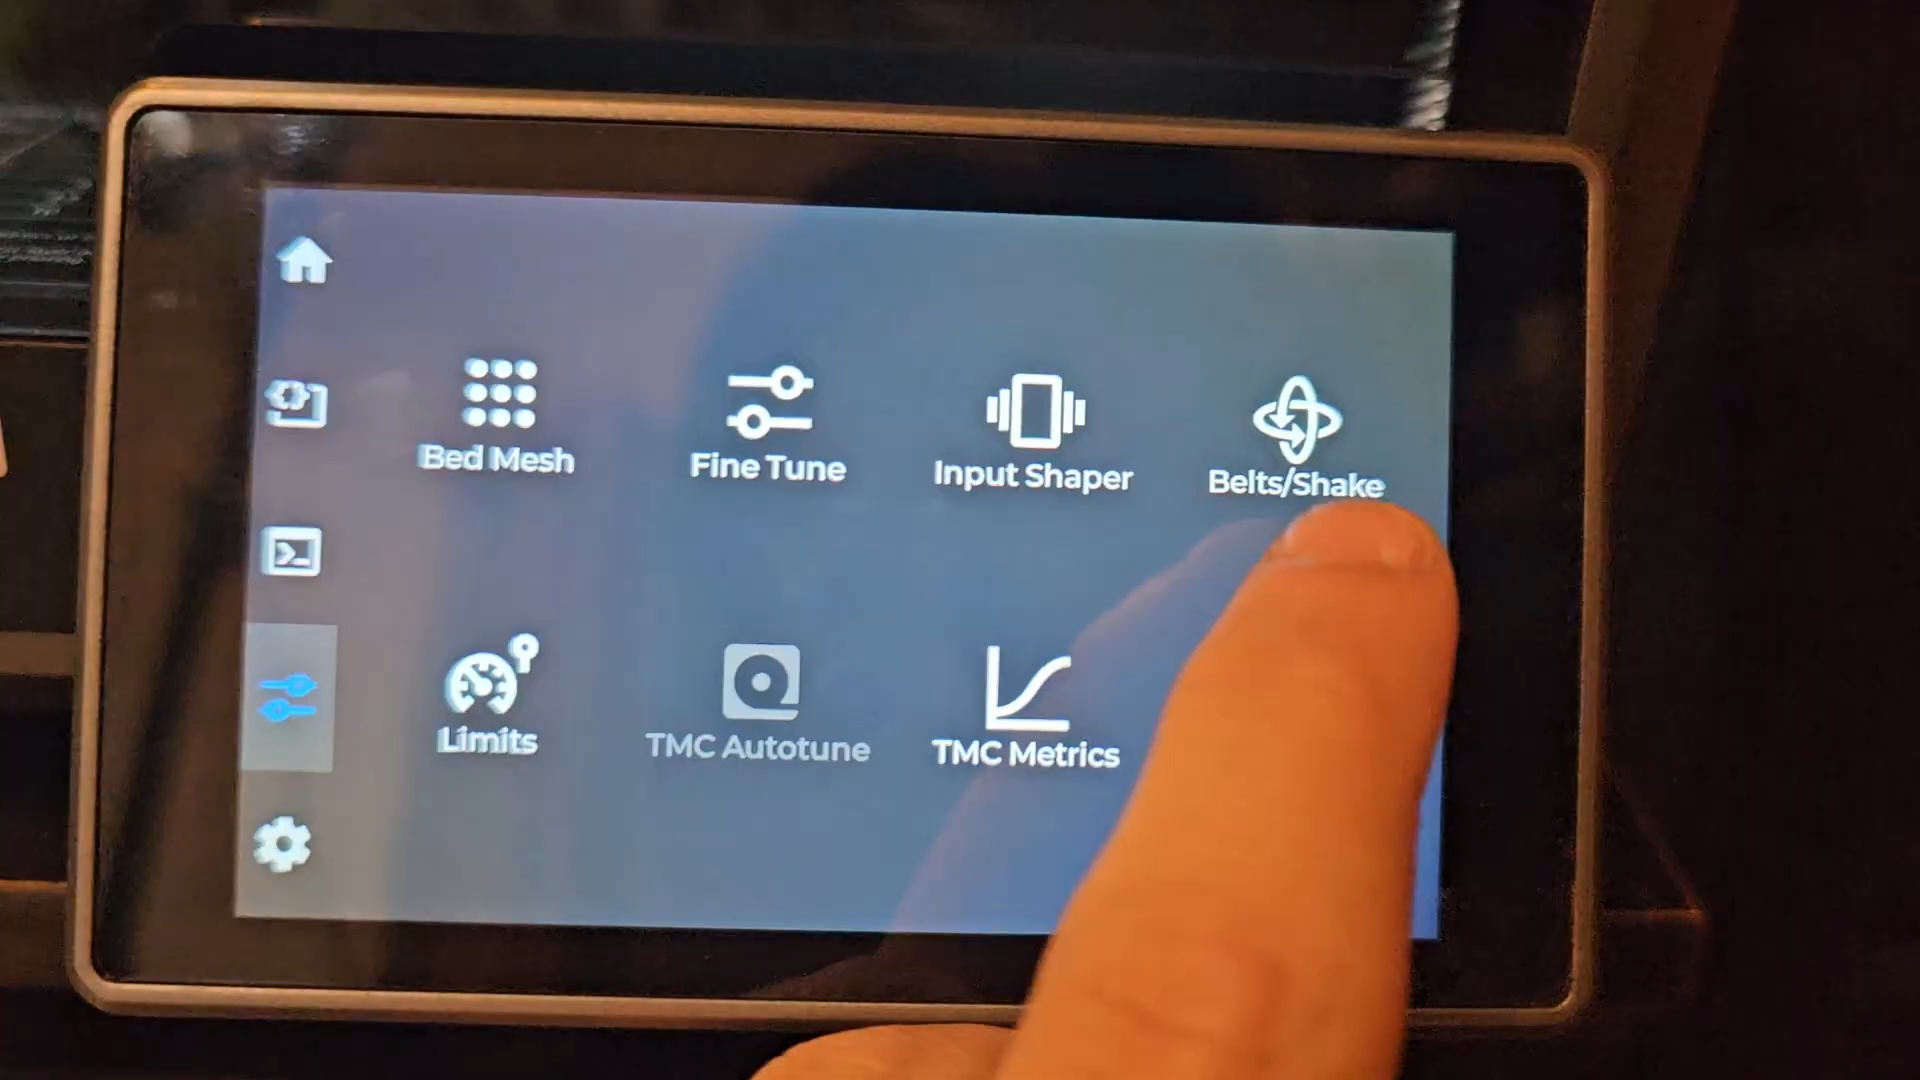 Bed Mesh
Fine Tune
Input Shaper
Belts/Shake
Limits
TMC Autotune
TMC Metrics